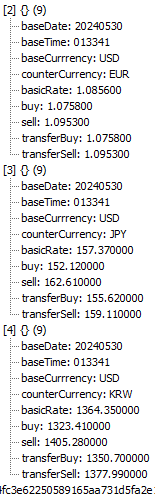 [2] {} (9)
baseDate: 20240530
baseTime: 013341
baseCurrrency: USD
counterCurrency: EUR
basicRate: 1.085600
buy: 1.075800
sell: 1.095300
transferBuy: 1.075800
transferSell: 1.095300
[3] {} (9)
baseDate: 20240530
baseTime: 013341
baseCurrrency: USD
counterCurrency: JPY
basicRate: 157.370000
buy: 152.120000
sell: 162.610000
transferBuy: 155.620000
transferSell: 159.110000
[4] {} (9)
baseDate: 20240530
baseTime: 013341
baseCurrrency: USD
counterCurrency: KRW
basicRate: 1364.350000
buy: 1323.410000
sell: 1405.280000
transferBuy: 1350.700000
transferSell: 1377.990000